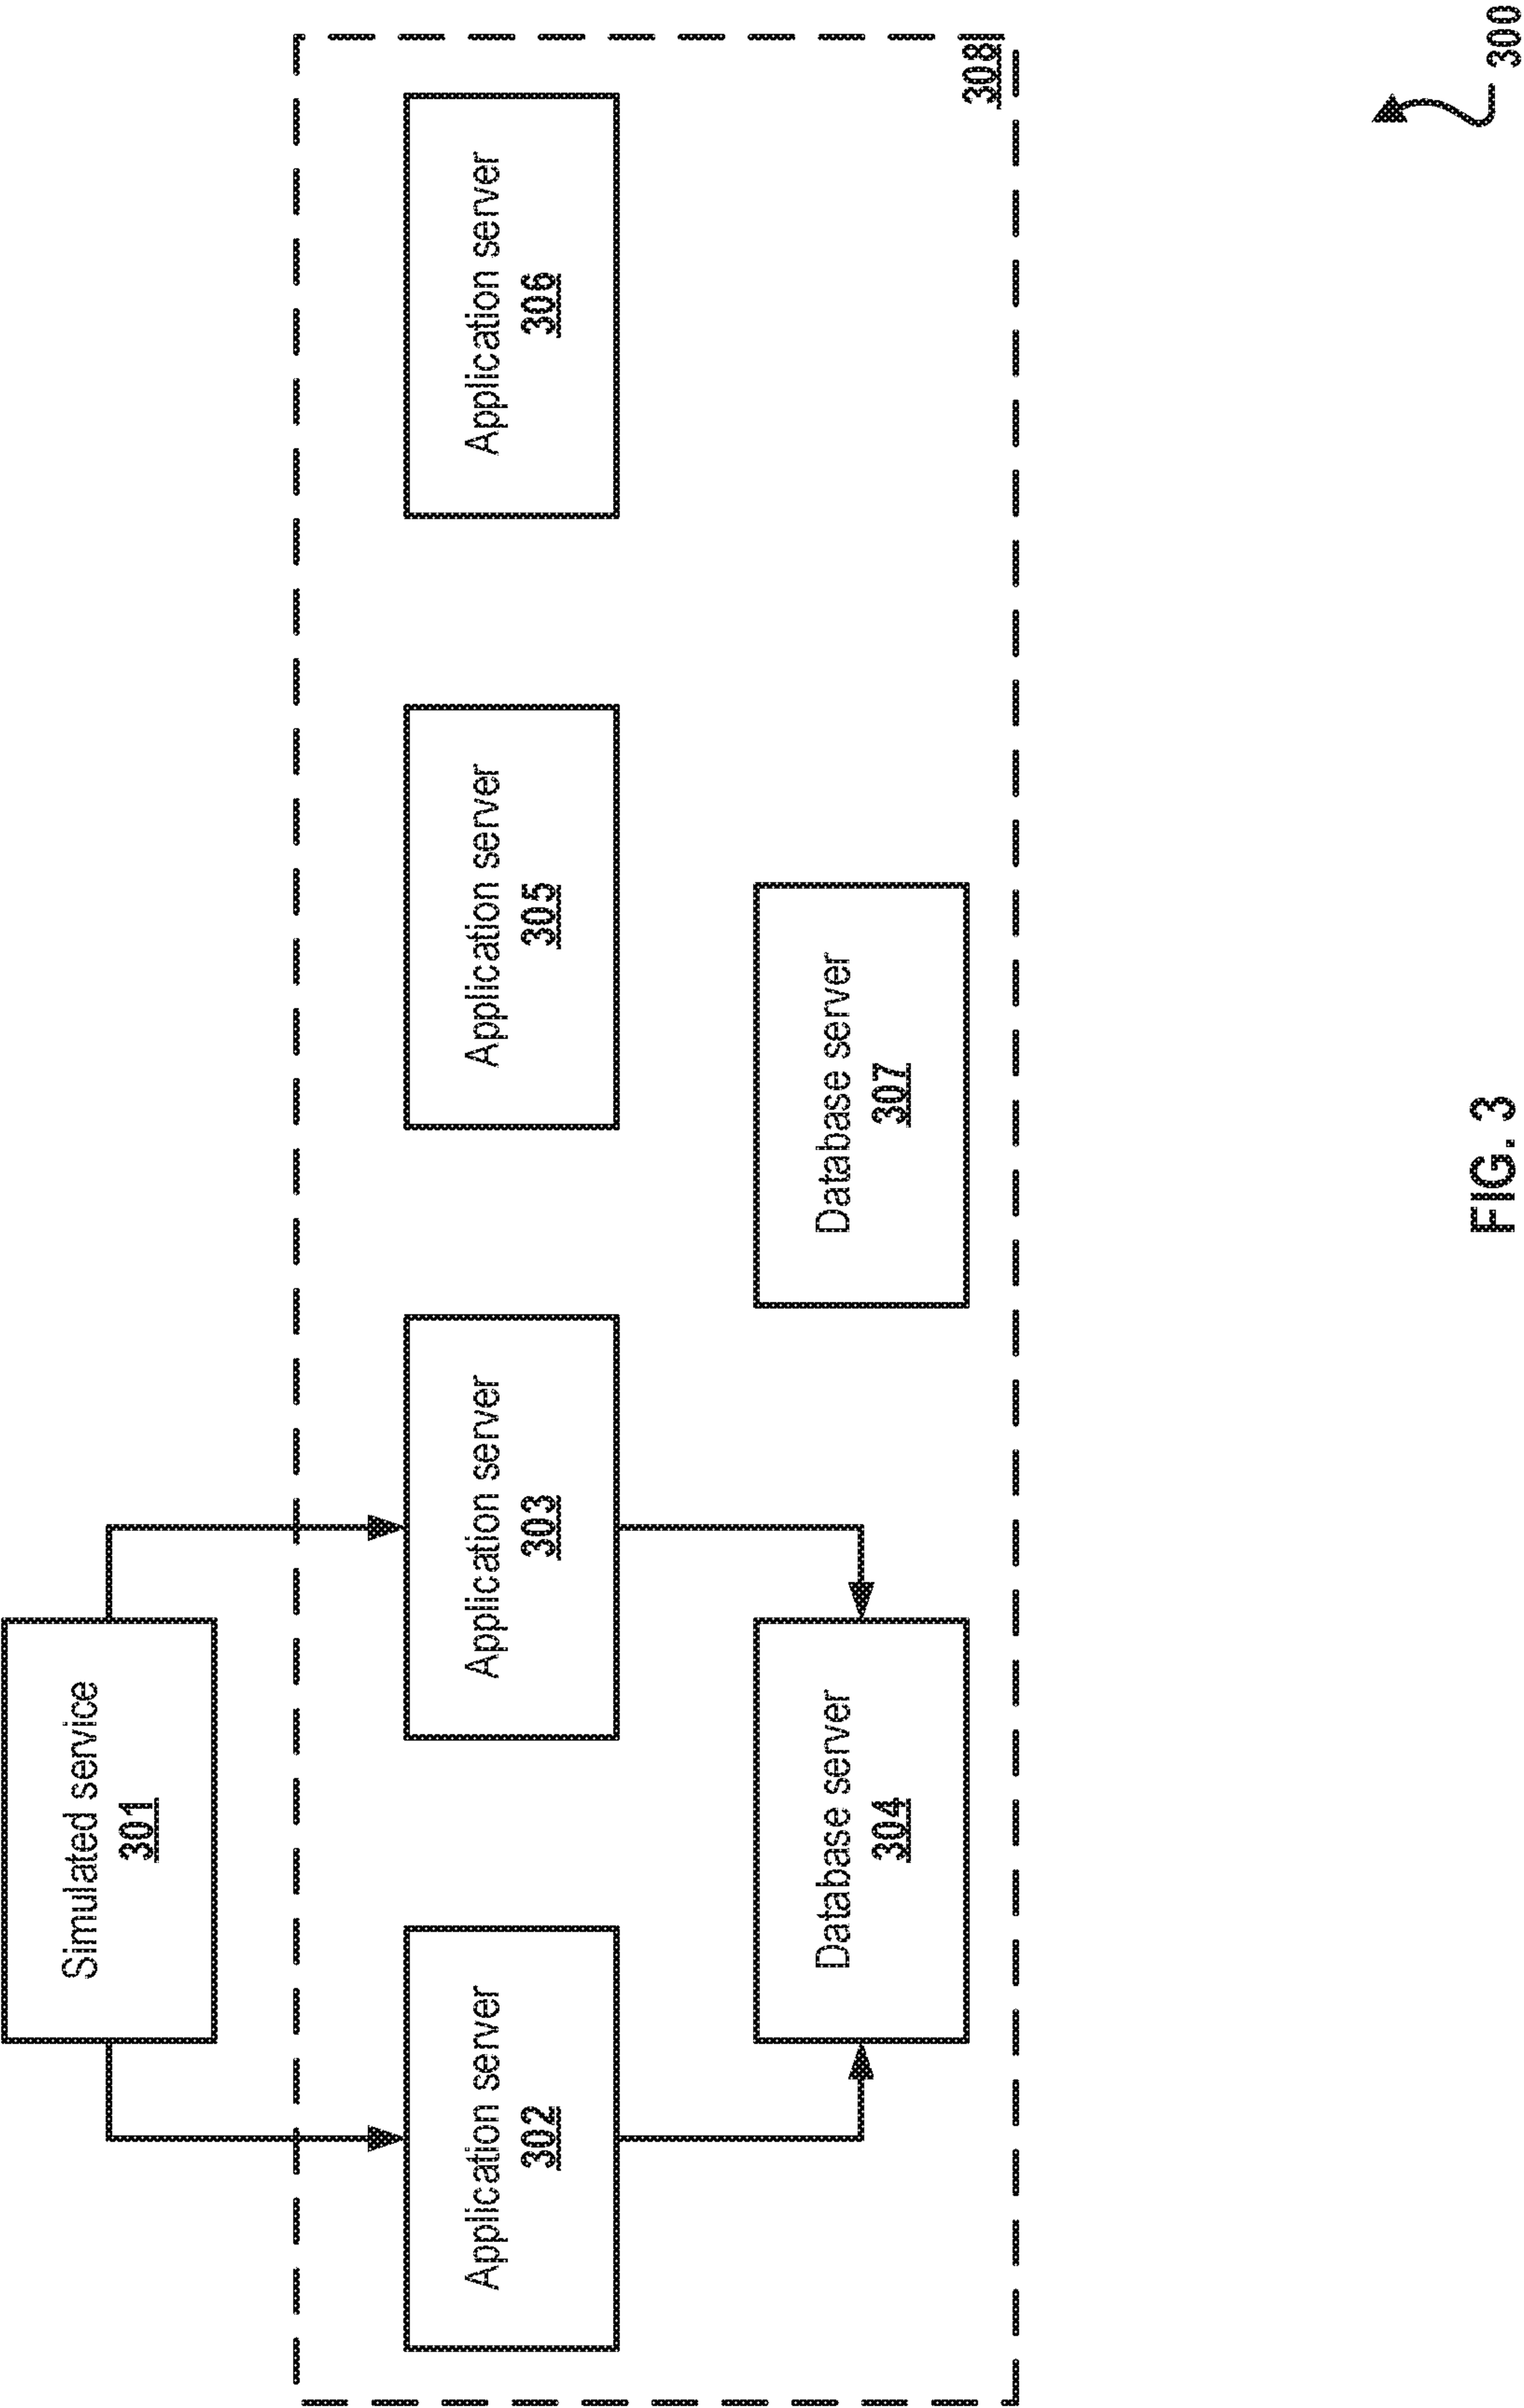 Simulated service
301
Application server
302
Application server
303
Application server
305
Application server
306
Database server
304
Database server
307
308
300
FIG. 3